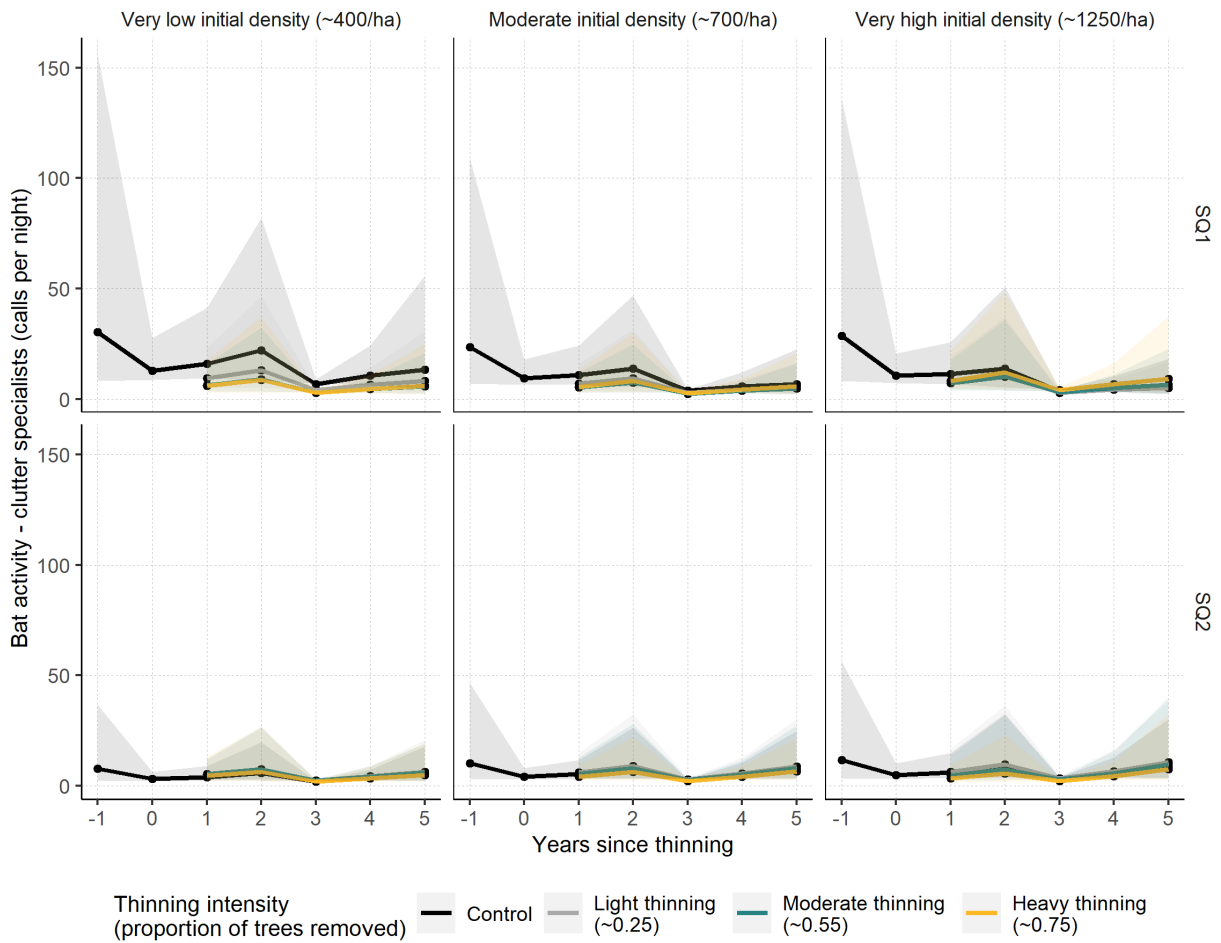 Very low initial density (~400/ha)
Moderate initial density (~700/ha)
Very high initial density (~1250/ha)
150
100
50
0
SQ1
150
100
50
0
SQ2
Bat activity - clutter specialists (calls per night)
-1 0 1 2 3 4 5
-1 0 1 2 3 4 5
-1 0 1 2 3 4 5
Years since thinning
Thinning intensity
(proportion of trees removed)
Control
Light thinning
(~0.25)
Moderate thinning
(~0.55)
Heavy thinning
(~0.75)